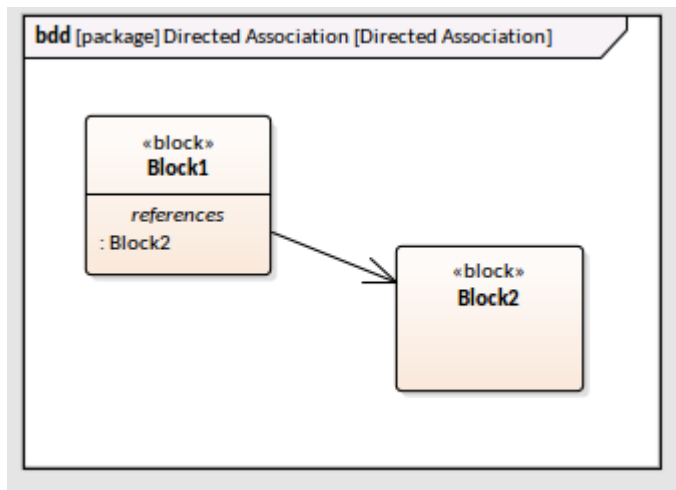 bdd [package] Directed Association [Directed Association]
«block»
Block1
references
: Block2
«block»
Block2